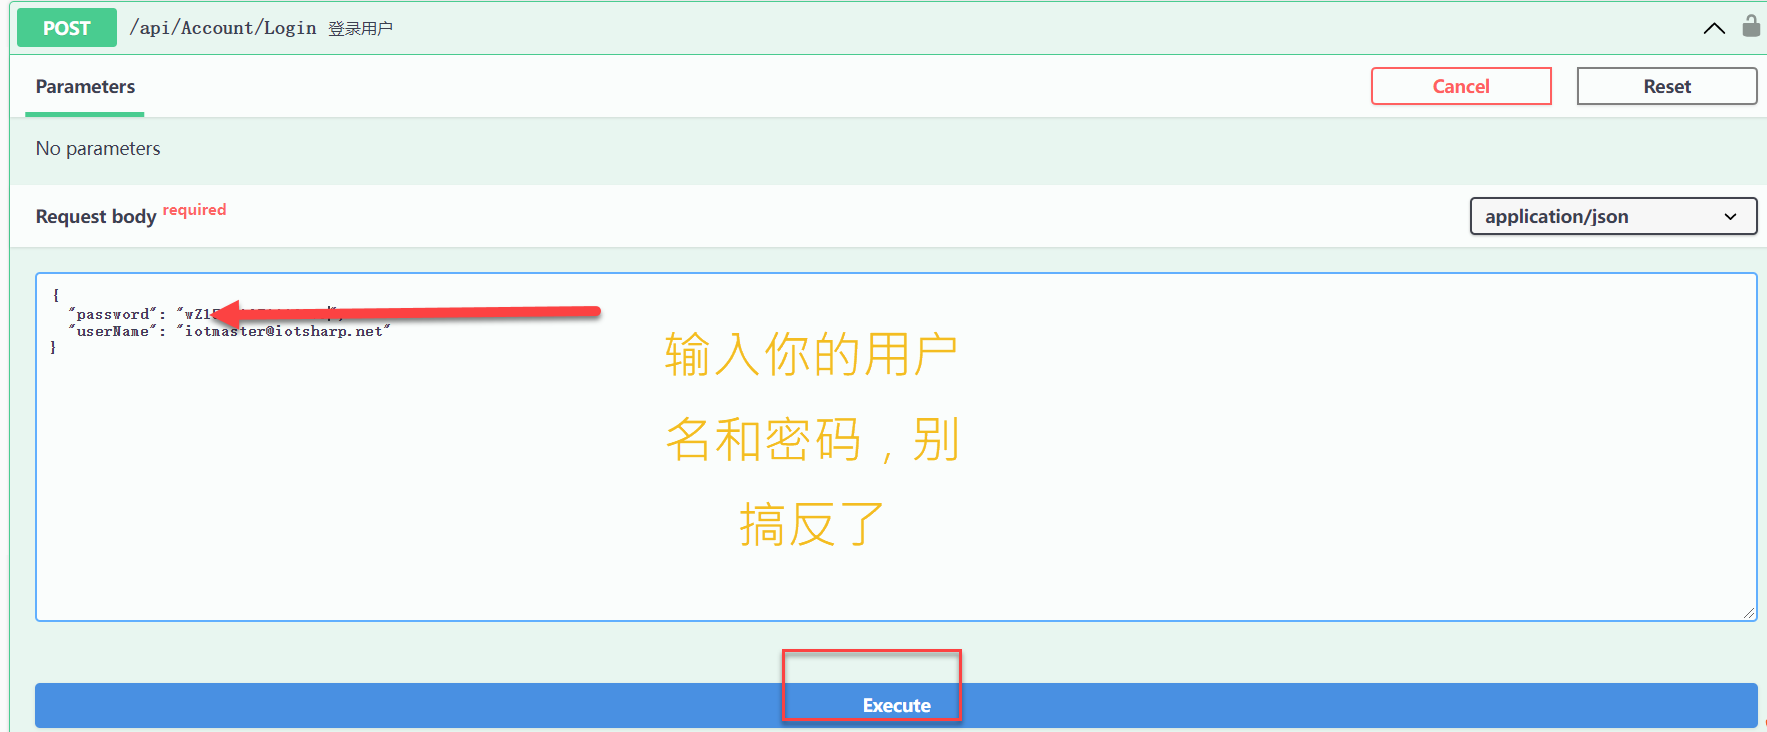 POST /api/Account/Login 登录用户
Parameters
Cancel
Reset
No parameters
Request body required
application/json
{
"password": "wZ1
"userName": "iotmaster@iotsharp.net"
}
输入你的用户
名和密码，别
搞反了
Execute